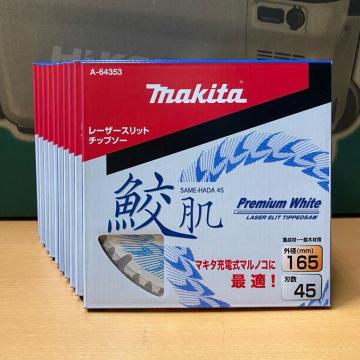 A-64353
makita
レーザースリット
チップソー
鮫肌
SAME-HADA 45
Premium White
LASER SLIT TIPPEDSAW
集成材・一般木材用
マキタ充電式マルノコに
最適!
外径(mm)
165
刃数
45